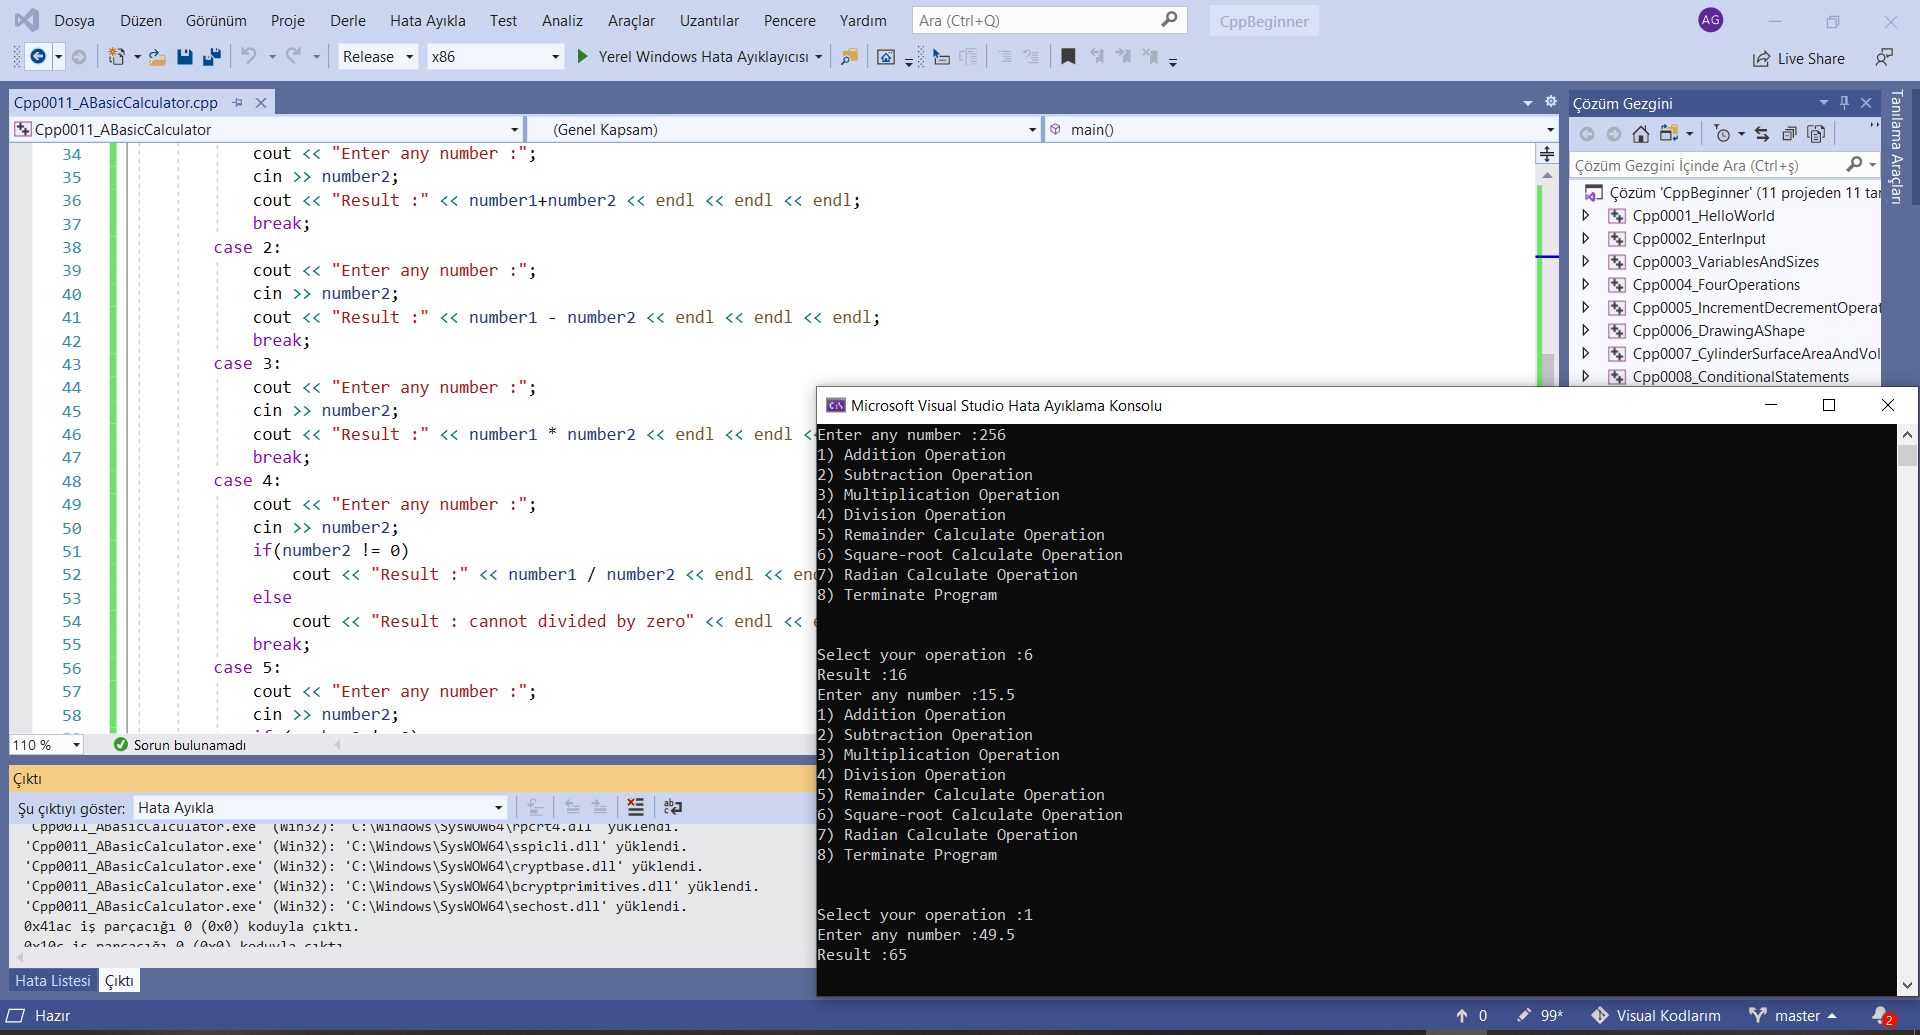 Dosya Düzen Görünüm Proje Derle Hata Ayıkla Test Analiz Araçlar Uzantılar Pencere Yardım Ara (Ctrl+Q) CppBeginner AG
Release x86 Yerel Windows Hata Ayıklayıcısı Live Share
Cpp0011_ABasicCalculator.cpp
Cpp0011_ABasicCalculator (Genel Kapsam) main()
34 cout << "Enter any number :";
35 cin >> number2;
36 cout << "Result :" << number1+number2 << endl << endl << endl;
37 break;
38 case 2:
39 cout << "Enter any number :";
40 cin >> number2;
41 cout << "Result :" << number1 - number2 << endl << endl << endl;
42 break;
43 case 3:
44 cout << "Enter any number :";
45 cin >> number2;
46 cout << "Result :" << number1 * number2 << endl << endl <
47 break;
48 case 4:
49 cout << "Enter any number :";
50 cin >> number2;
51 if(number2 != 0)
52 cout << "Result :" << number1 / number2 << endl << en
53 else
54 cout << "Result : cannot divided by zero" << endl <<
55 break;
56 case 5:
57 cout << "Enter any number :";
58 cin >> number2;
110 % Sorun bulunamadı
Çıktı
Şu çıktıyı göster: Hata Ayıkla
'Cpp0011_ABasicCalculator.exe' (Win32): 'C:\Windows\SysWOW64\rpcrt4.dll' yüklendi.
'Cpp0011_ABasicCalculator.exe' (Win32): 'C:\Windows\SysWOW64\sspicli.dll' yüklendi.
'Cpp0011_ABasicCalculator.exe' (Win32): 'C:\Windows\SysWOW64\cryptbase.dll' yüklendi.
'Cpp0011_ABasicCalculator.exe' (Win32): 'C:\Windows\SysWOW64\bcryptprimitives.dll' yüklendi.
'Cpp0011_ABasicCalculator.exe' (Win32): 'C:\Windows\SysWOW64\sechost.dll' yüklendi.
0x41ac iş parçacığı 0 (0x0) koduyla çıktı.
0x10c iş parçacığı 0 (0x0) koduyla çıktı
Hata Listesi Çıktı
Çözüm Gezgini
Çözüm Gezgini İçinde Ara (Ctrl+ş)
Çözüm 'CppBeginner' (11 projeden 11 tar
Cpp0001_HelloWorld
Cpp0002_EnterInput
Cpp0003_VariablesAndSizes
Cpp0004_FourOperations
Cpp0005_IncrementDecrementOperat
Cpp0006_DrawingAShape
Cpp0007_CylinderSurfaceAreaAndVol
Cpp0008_ConditionalStatements
Tanılama Araçları
Microsoft Visual Studio Hata Ayıklama Konsolu
Enter any number :256
1) Addition Operation
2) Subtraction Operation
3) Multiplication Operation
4) Division Operation
5) Remainder Calculate Operation
6) Square-root Calculate Operation
7) Radian Calculate Operation
8) Terminate Program
Select your operation :6
Result :16
Enter any number :15.5
1) Addition Operation
2) Subtraction Operation
3) Multiplication Operation
4) Division Operation
5) Remainder Calculate Operation
6) Square-root Calculate Operation
7) Radian Calculate Operation
8) Terminate Program
Select your operation :1
Enter any number :49.5
Result :65
Hazır 0 99* Visual Kodlarım master 2